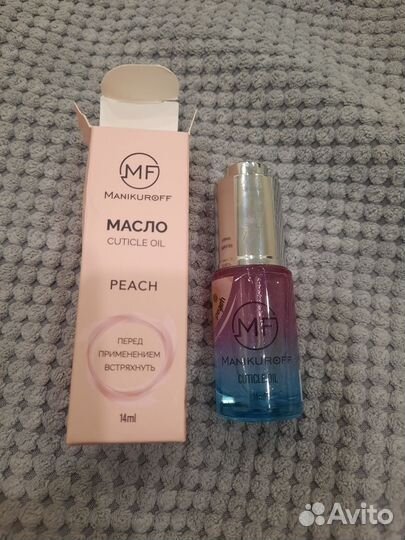 MF
MANIKUROFF
МАСЛО
CUTICLE OIL
PEACH
ПЕРЕД
ПРИМЕНЕНИЕМ
ВСТРЯХНУТЬ
14ml
MF
MANIKUROFF
CUTICLE OIL
Avito